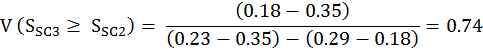 V (S_SC3 ≥ S_SC2) = (0.18 − 0.35) / ((0.23 − 0.35) − (0.29 − 0.18)) = 0.74